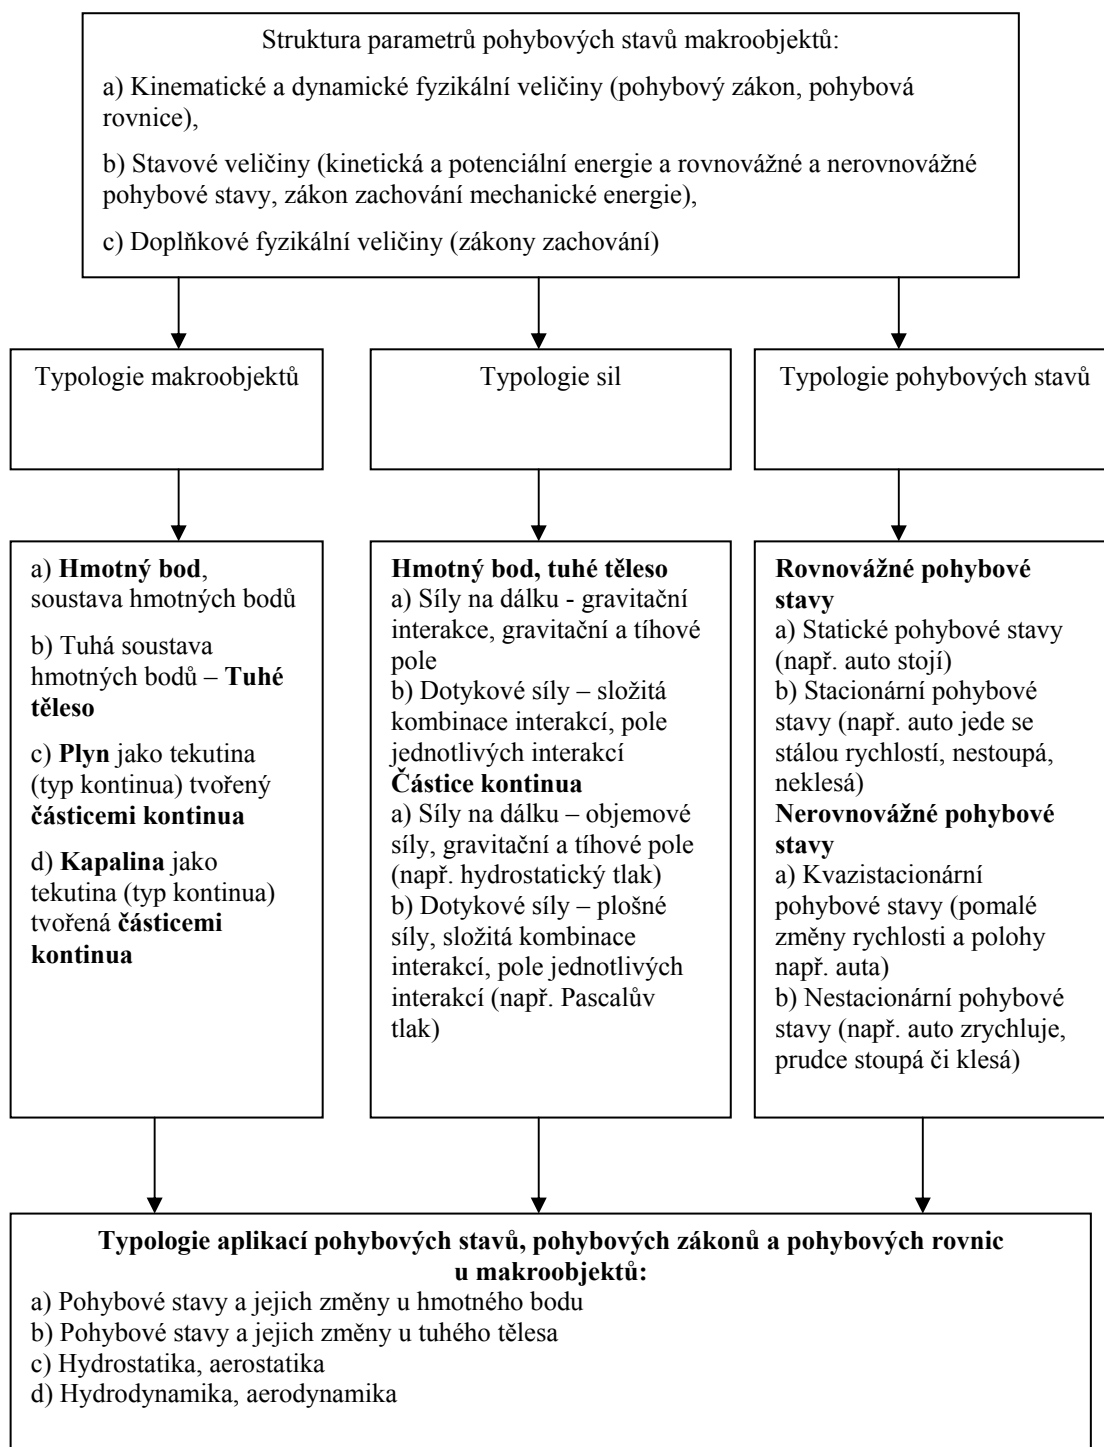 Struktura parametrů pohybových stavů makroobjektů:
a) Kinematické a dynamické fyzikální veličiny (pohybový zákon, pohybová
rovnice),
b) Stavové veličiny (kinetická a potenciální energie a rovnovážné a nerovnovážné
pohybové stavy, zákon zachování mechanické energie),
c) Doplňkové fyzikální veličiny (zákony zachování)
Typologie makroobjektů
Typologie sil
Typologie pohybových stavů
a) Hmotný bod,
soustava hmotných bodů
b) Tuhá soustava
hmotných bodů – Tuhé
těleso
c) Plyn jako tekutina
(typ kontinua) tvořený
částicemi kontinua
d) Kapalina jako
tekutina (typ kontinua)
tvořená částicemi
kontinua
Hmotný bod, tuhé těleso
a) Síly na dálku - gravitační
interakce, gravitační a tíhové
pole
b) Dotykové síly – složitá
kombinace interakcí, pole
jednotlivých interakcí
Částice kontinua
a) Síly na dálku – objemové
síly, gravitační a tíhové pole
(např. hydrostatický tlak)
b) Dotykové síly – plošné
síly, složitá kombinace
interakcí, pole jednotlivých
interakcí (např. Pascalův
tlak)
Rovnovážné pohybové
stavy
a) Statické pohybové stavy
(např. auto stojí)
b) Stacionární pohybové
stavy (např. auto jede se
stálou rychlostí, nestoupá,
neklesá)
Nerovnovážné pohybové
stavy
a) Kvazistacionární
pohybové stavy (pomalé
změny rychlosti a polohy
např. auta)
b) Nestacionární pohybové
stavy (např. auto zrychluje,
prudce stoupá či klesá)
Typologie aplikací pohybových stavů, pohybových zákonů a pohybových rovnic
u makroobjektů:
a) Pohybové stavy a jejich změny u hmotného bodu
b) Pohybové stavy a jejich změny u tuhého tělesa
c) Hydrostatika, aerostatika
d) Hydrodynamika, aerodynamika